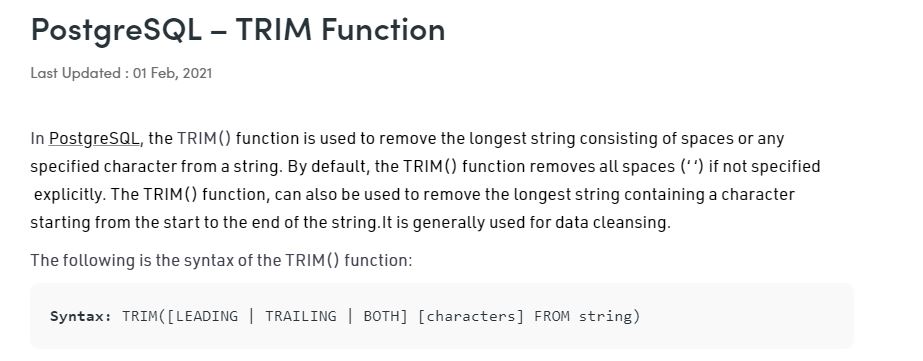 PostgreSQL – TRIM Function
Last Updated : 01 Feb, 2021
In PostgreSQL, the TRIM() function is used to remove the longest string consisting of spaces or any
specified character from a string. By default, the TRIM() function removes all spaces (‘ ‘) if not specified
explicitly. The TRIM() function, can also be used to remove the longest string containing a character
starting from the start to the end of the string.It is generally used for data cleansing.
The following is the syntax of the TRIM() function:
Syntax: TRIM([LEADING | TRAILING | BOTH] [characters] FROM string)